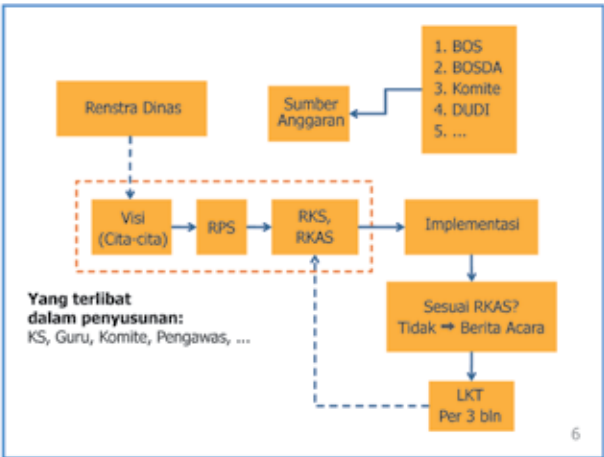 1. BOS
2. BOSDA
3. Komite
4. DUDI
5. ...
Renstra Dinas
Sumber
Anggaran
Visi
(Cita-cita)
RPS
RKS,
RKAS
Implementasi
Yang terlibat
dalam penyusunan:
KS, Guru, Komite, Pengawas, ...
Sesuai RKAS?
Tidak ➡ Berita Acara
LKT
Per 3 bln
6